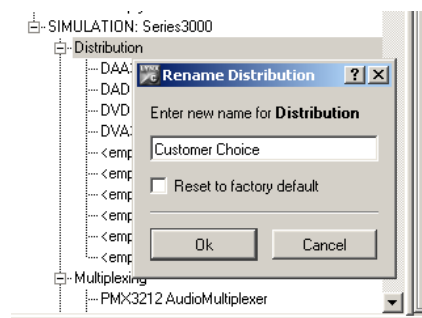 SIMULATION: Series3000
Distribution
DAA
DAD
DVD
DVA
<emp
<emp
<emp
<emp
<emp
<emp
Multiplexing
PMX3212 AudioMultiplexer
LYNX
Rename Distribution
Enter new name for Distribution
Customer Choice
Reset to factory default
Ok
Cancel